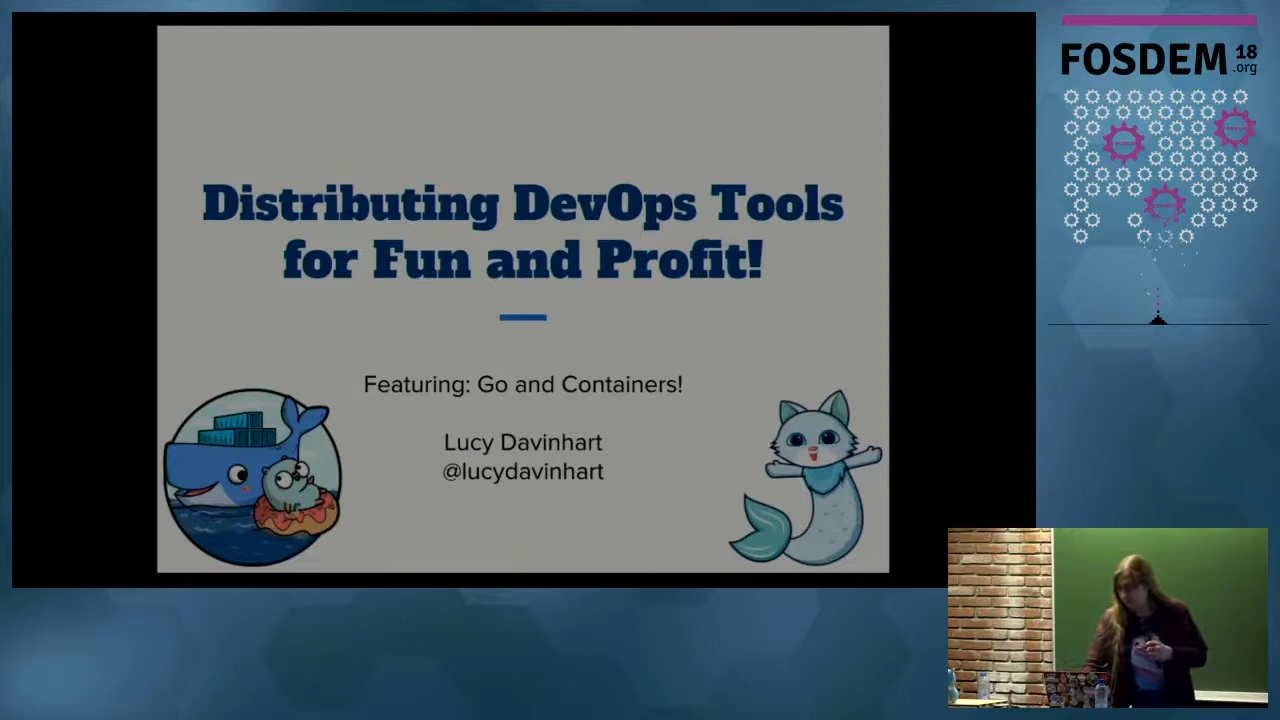 Distributing DevOps Tools
for Fun and Profit!
Featuring: Go and Containers!
Lucy Davinhart
@lucydavinhart
FOSDEM 18
.org